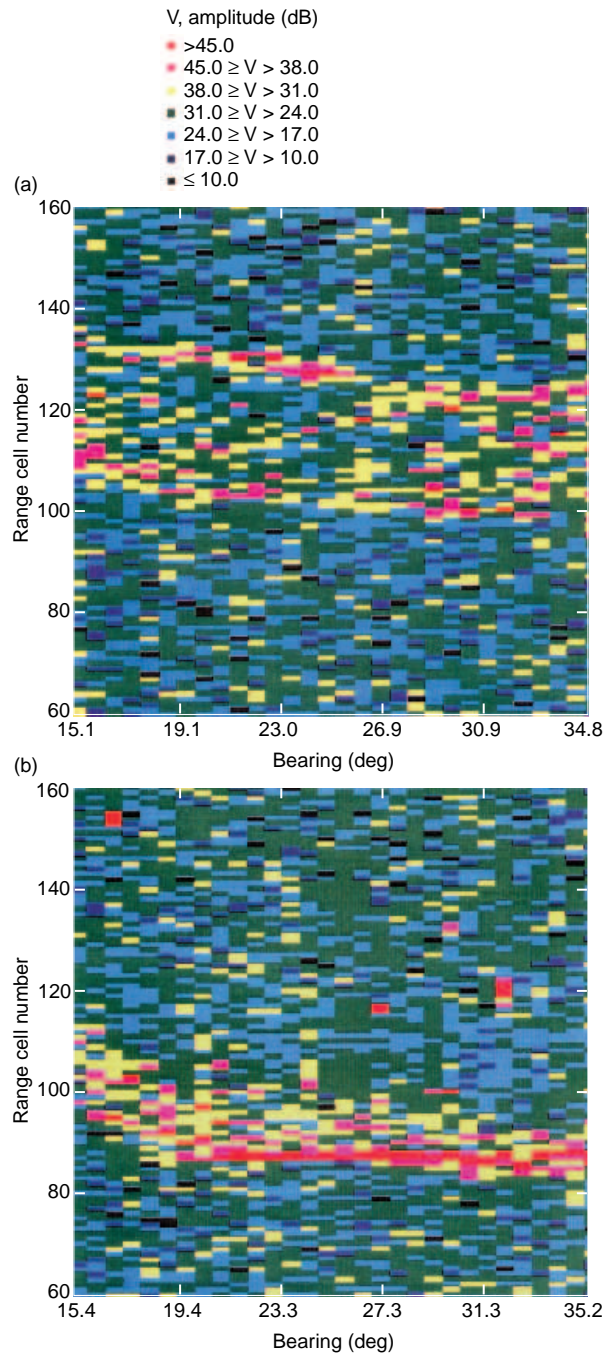 V, amplitude (dB)
>45.0
45.0 ≥ V > 38.0
38.0 ≥ V > 31.0
31.0 ≥ V > 24.0
24.0 ≥ V > 17.0
17.0 ≥ V > 10.0
≤ 10.0
(a)
160
140
120
100
80
60
Range cell number
15.1 19.1 23.0 26.9 30.9 34.8
Bearing (deg)
(b)
160
140
120
100
80
60
Range cell number
15.4 19.4 23.3 27.3 31.3 35.2
Bearing (deg)